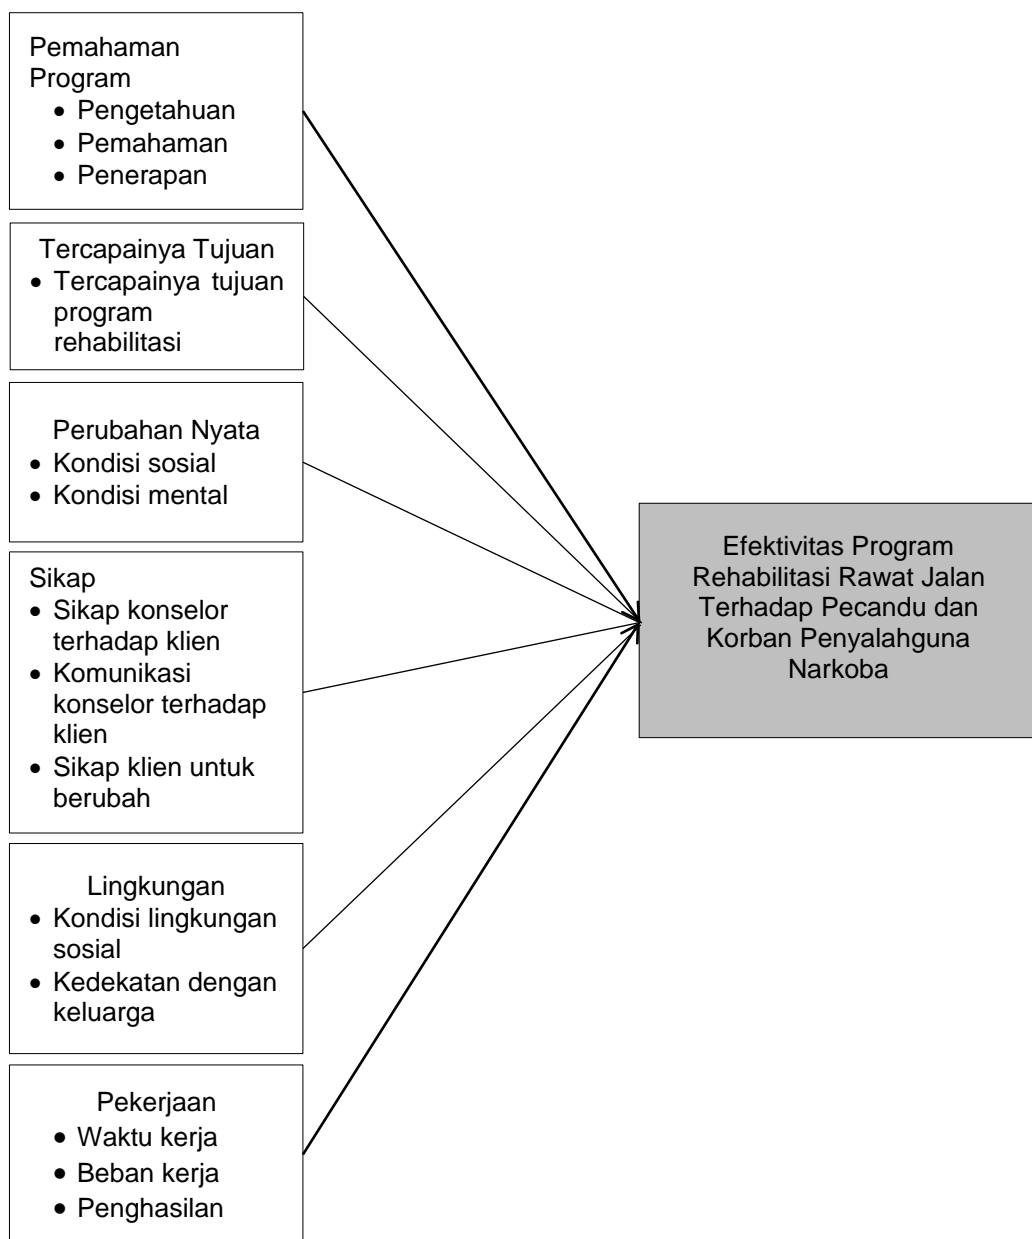 Pemahaman
Program
• Pengetahuan
• Pemahaman
• Penerapan
Tercapainya Tujuan
• Tercapainya tujuan
program
rehabilitasi
Perubahan Nyata
• Kondisi sosial
• Kondisi mental
Sikap
• Sikap konselor
terhadap klien
• Komunikasi
konselor terhadap
klien
• Sikap klien untuk
berubah
Lingkungan
• Kondisi lingkungan
sosial
• Kedekatan dengan
keluarga
Pekerjaan
• Waktu kerja
• Beban kerja
• Penghasilan
Efektivitas Program
Rehabilitasi Rawat Jalan
Terhadap Pecandu dan
Korban Penyalahguna
Narkoba